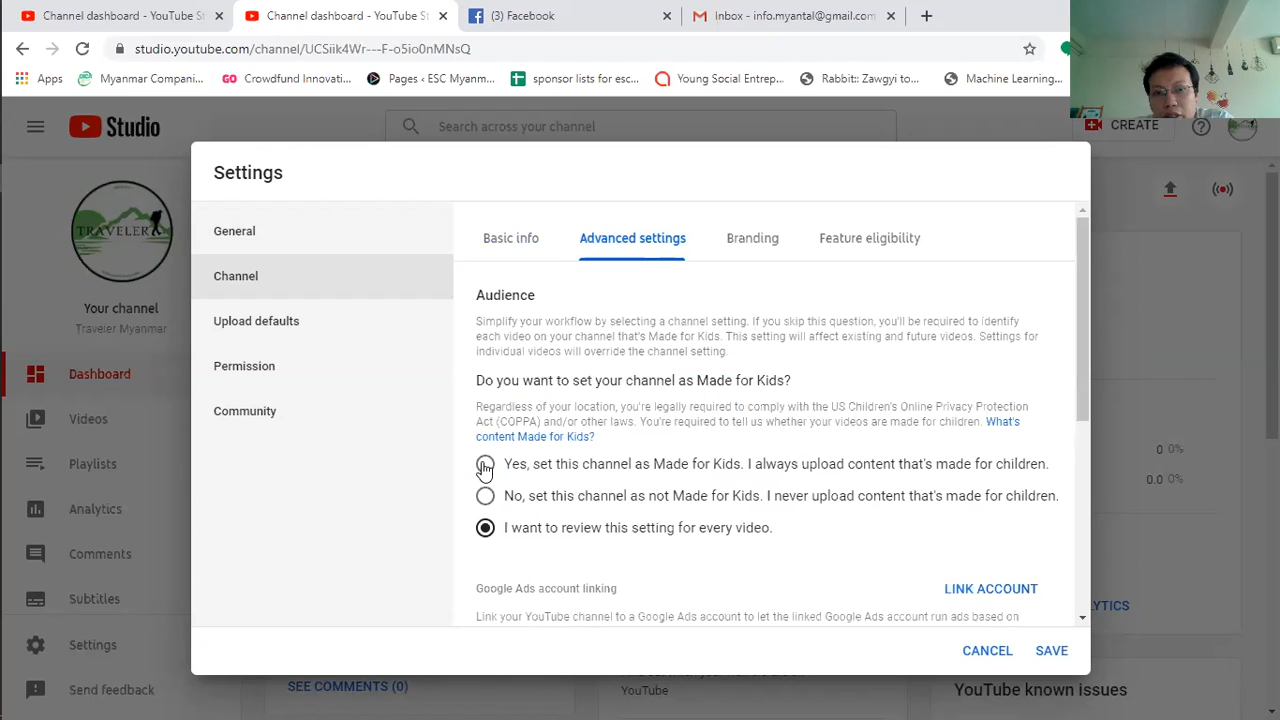 Channel dashboard - YouTube St
Channel dashboard - YouTube St
(3) Facebook
Inbox - info.myantal@gmail.com
studio.youtube.com/channel/UCSiik4Wr---F-o5io0nMNsQ
Apps
Myanmar Compani...
GO
Crowdfund Innovati...
Pages ‹ ESC Myanm...
sponsor lists for esc...
Young Social Entrep...
Rabbit:: Zawgyi to...
Machine Learning...
Studio
Search across your channel
CREATE
TRAVELER
Your channel
Traveler Myanmar
Dashboard
Videos
Playlists
Analytics
Comments
Subtitles
Settings
Send feedback
Settings
General
Channel
Upload defaults
Permission
Community
Basic info
Advanced settings
Branding
Feature eligibility
Audience
Simplify your workflow by selecting a channel setting. If you skip this question, you'll be required to identify
each video on your channel that's Made for Kids. This setting will affect existing and future videos. Settings for
individual videos will override the channel setting.
Do you want to set your channel as Made for Kids?
Regardless of your location, you're legally required to comply with the US Children's Online Privacy Protection
Act (COPPA) and/or other laws. You're required to tell us whether your videos are made for children. What's
content Made for Kids?
Yes, set this channel as Made for Kids. I always upload content that's made for children.
No, set this channel as not Made for Kids. I never upload content that's made for children.
I want to review this setting for every video.
Google Ads account linking
LINK ACCOUNT
Link your YouTube channel to a Google Ads account to let the linked Google Ads account run ads based on
CANCEL
SAVE
0 0%
0.0 0%
YTICS
SEE COMMENTS (0)
YouTube
YouTube known issues